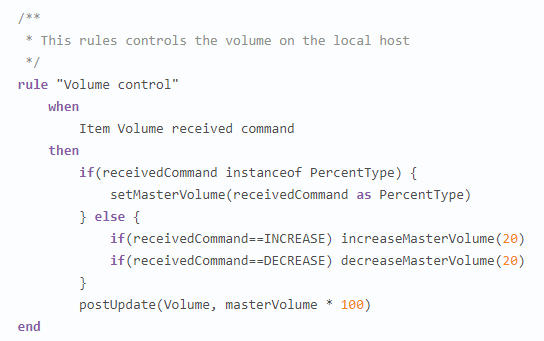 /**
 * This rules controls the volume on the local host
 */
rule "Volume control"
    when
        Item Volume received command
    then
        if(receivedCommand instanceof PercentType) {
            setMasterVolume(receivedCommand as PercentType)
        } else {
            if(receivedCommand==INCREASE) increaseMasterVolume(20)
            if(receivedCommand==DECREASE) decreaseMasterVolume(20)
        }
        postUpdate(Volume, masterVolume * 100)
end